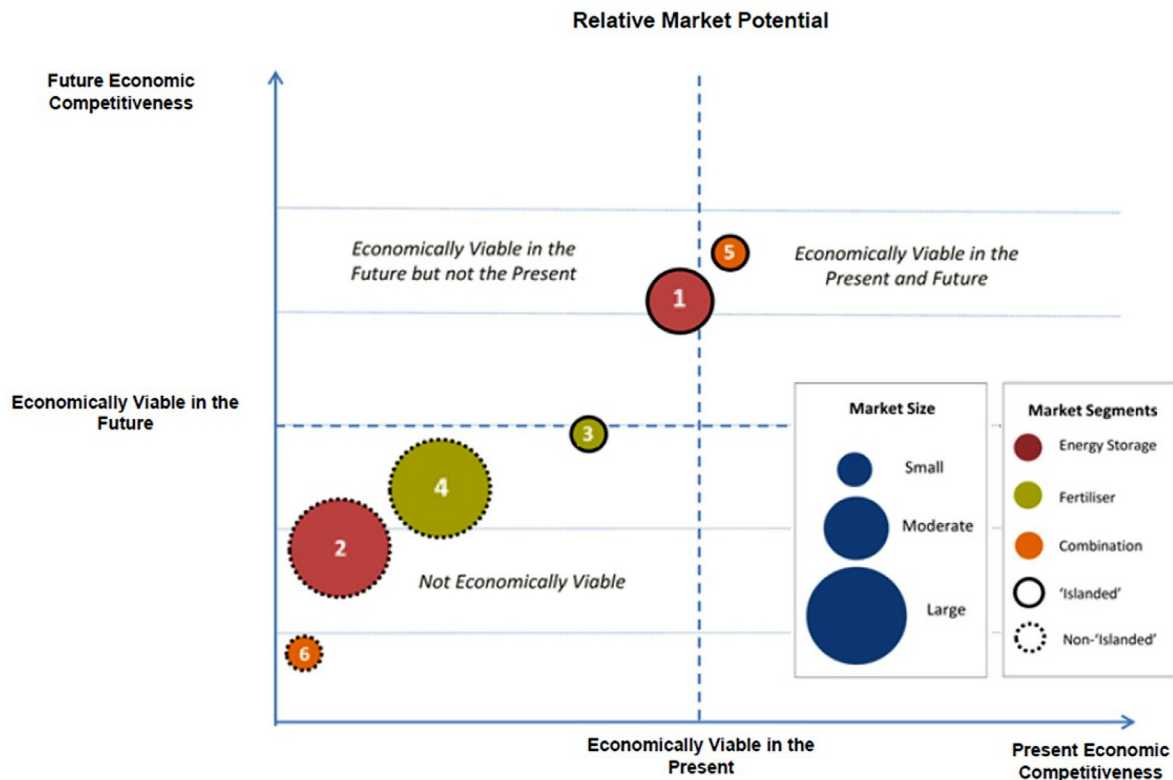 Relative Market Potential
Future Economic
Competitiveness
Economically Viable in the
Future but not the Present
5
Economically Viable in the
Present and Future
1
Economically Viable in the
Future
3
4
2
Not Economically Viable
6
Market Size
Small
Moderate
Large
Market Segments
Energy Storage
Fertiliser
Combination
'Islanded'
Non-'Islanded'
Economically Viable in the
Present
Present Economic
Competitiveness